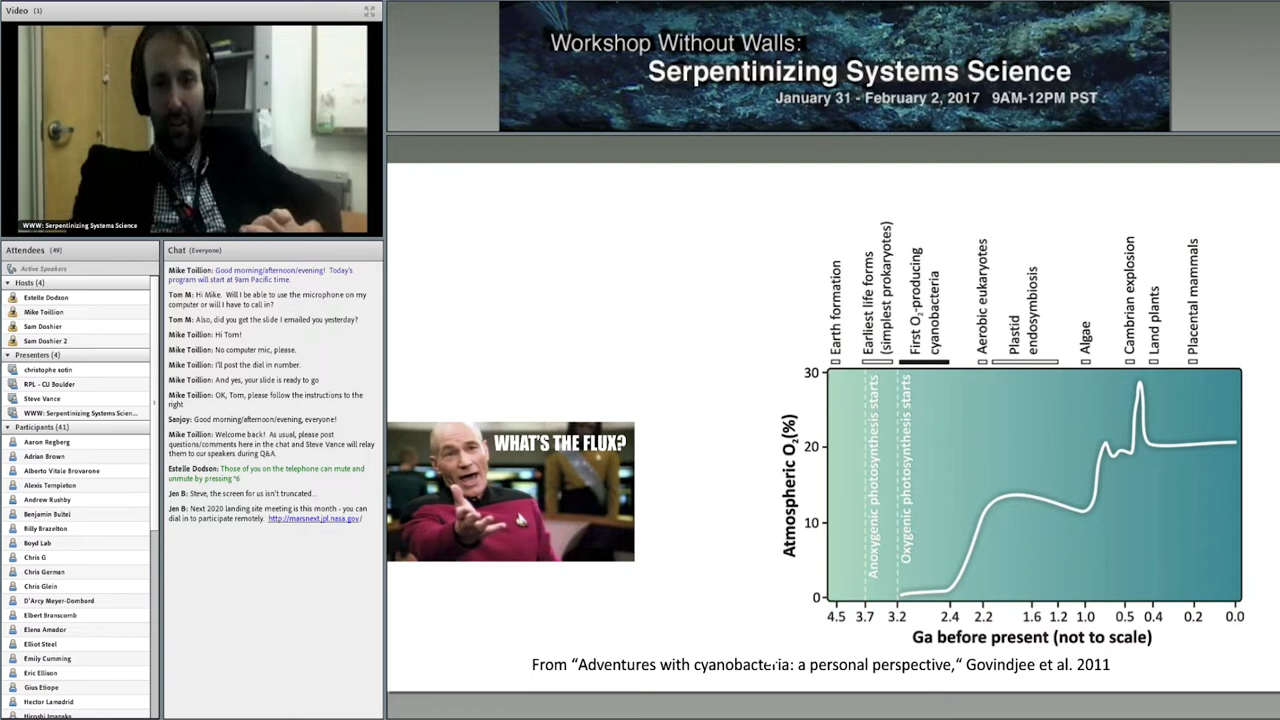 Video (1)
WWW: Serpentinizing Systems Science
Attendees (49)
Active Speakers
Hosts (4)
Estelle Dodson
Mike Toillion
Sam Doshier
Sam Doshier 2
Presenters (4)
christophe sotin
RPL - CU Boulder
Steve Vance
WWW: Serpentinizing Systems Scien...
Participants (41)
Aaron Regberg
Adrian Brown
Alberto Vitale Brovarone
Alexis Templeton
Andrew Rushby
Benjamin Bultel
Billy Brazelton
Boyd Lab
Chris G
Chris German
Chris Glein
D'Arcy Meyer-Dombard
Elbert Branscomb
Elena Amador
Elliot Steel
Emily Cumming
Eric Ellison
Gius Etiope
Hector Lamadrid
Hiroshi Imanaka
Chat (Everyone)
Mike Toillion: Good morning/afternoon/evening! Today's
program will start at 9am Pacific time.
Tom M: Hi Mike. Will I be able to use the microphone on my
computer or will I have to call in?
Tom M: Also, did you get the slide I emailed you yesterday?
Mike Toillion: Hi Tom!
Mike Toillion: No computer mic, please.
Mike Toillion: I'll post the dial in number.
Mike Toillion: And yes, your slide is ready to go
Mike Toillion: OK, Tom, please follow the instructions to the
right
Sanjoy: Good morning/afternoon/evening, everyone!
Mike Toillion: Welcome back! As usual, please post
questions/comments here in the chat and Steve Vance will relay
them to our speakers during Q&A.
Estelle Dodson: Those of you on the telephone can mute and
unmute by pressing *6
Jen B: Steve, the screen for us isn't truncated...
Jen B: Next 2020 landing site meeting is this month - you can
dial in to participate remotely. http://marsnext.jpl.nasa.gov/
Workshop Without Walls:
Serpentinizing Systems Science
January 31 - February 2, 2017 9AM-12PM PST
WHAT'S THE FLUX?
Earth formation
Earliest life forms
(simplest prokaryotes)
First O₂-producing
cyanobacteria
Aerobic eukaryotes
Plastid
endosymbiosis
Algae
Cambrian explosion
Land plants
Placental mammals
Atmospheric O₂(%)
30
20
10
0
Anoxygenic photosynthesis starts
Oxygenic photosynthesis starts
4.5 3.7 3.2 2.4 2.2 1.6 1.2 1.0 0.5 0.4 0.2 0.0
Ga before present (not to scale)
From "Adventures with cyanobacteria: a personal perspective," Govindjee et al. 2011